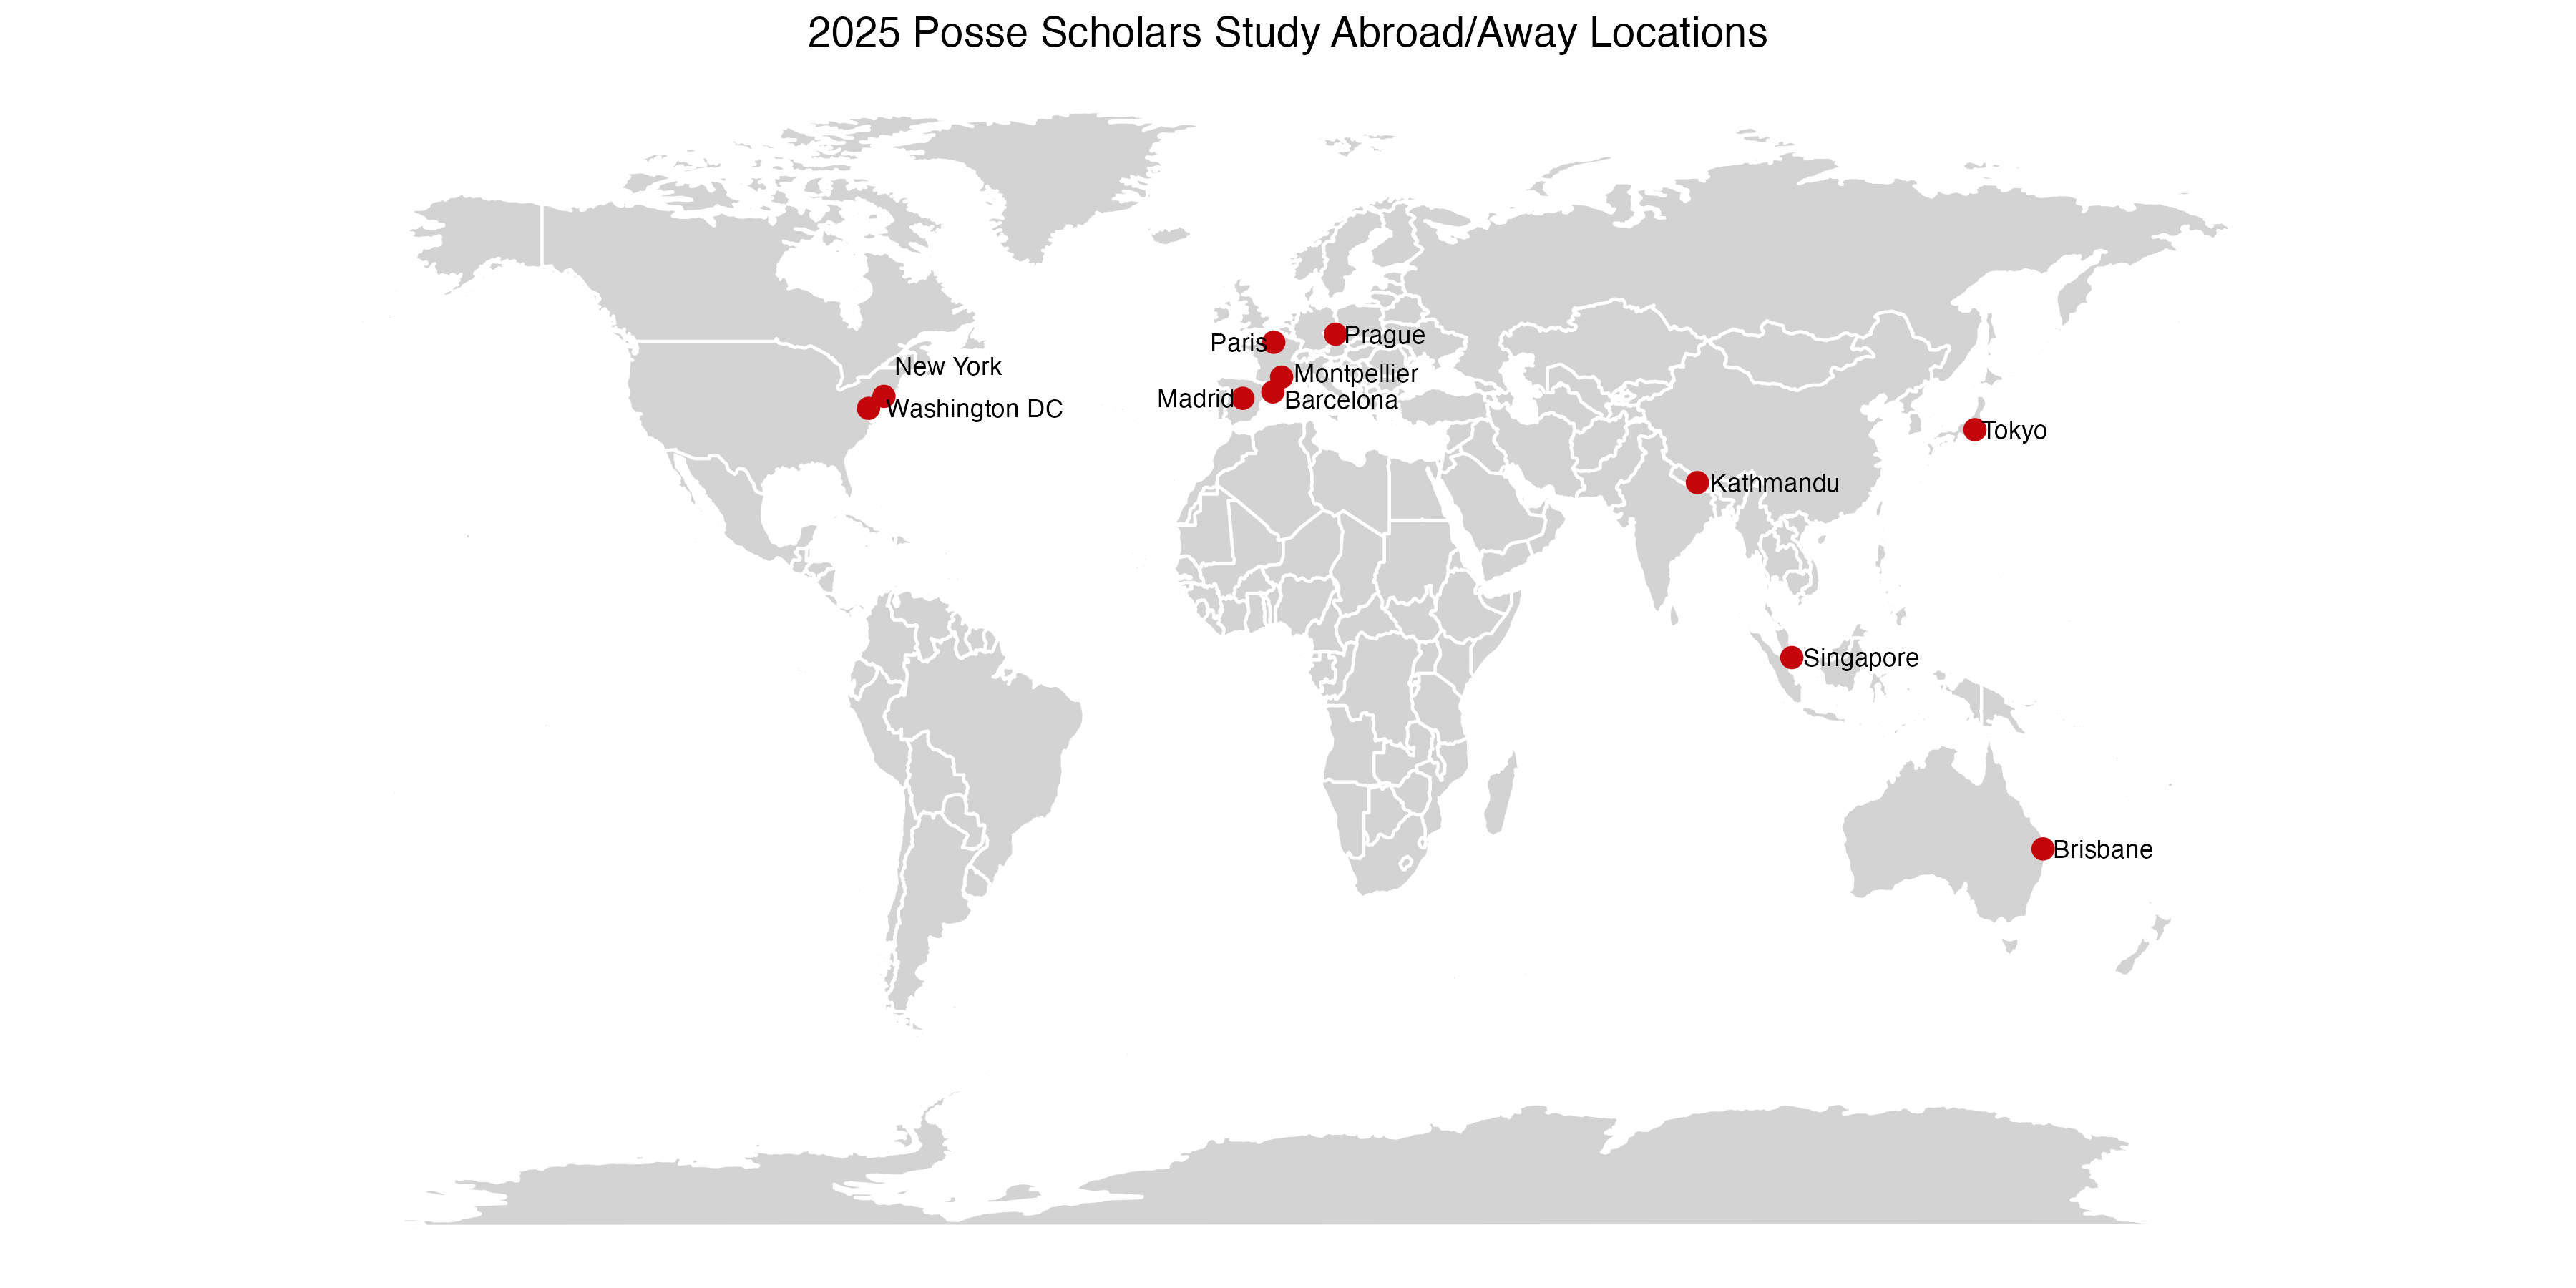 2025 Posse Scholars Study Abroad/Away Locations
Paris
Prague
New York
Montpellier
Madrid
Barcelona
Washington DC
Tokyo
Kathmandu
Singapore
Brisbane